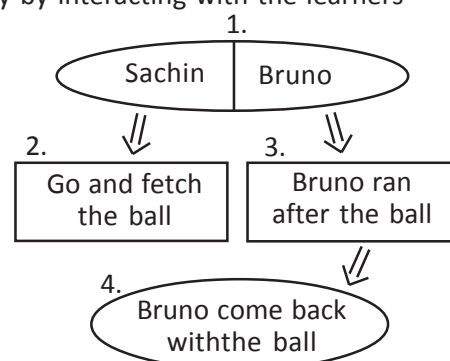 y by interacting with the learners
1.
Sachin Bruno
2. 3.
Go and fetch
the ball
Bruno ran
after the ball
4.
Bruno come back
withthe ball